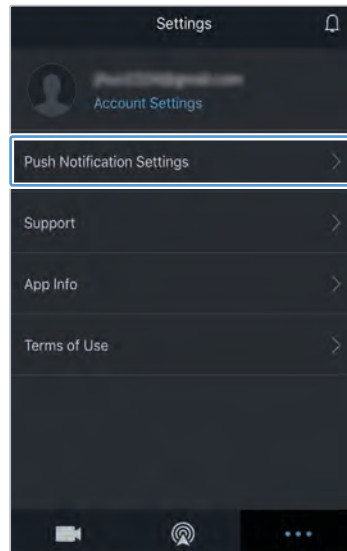 Settings
Account Settings
Push Notification Settings
Support
App Info
Terms of Use